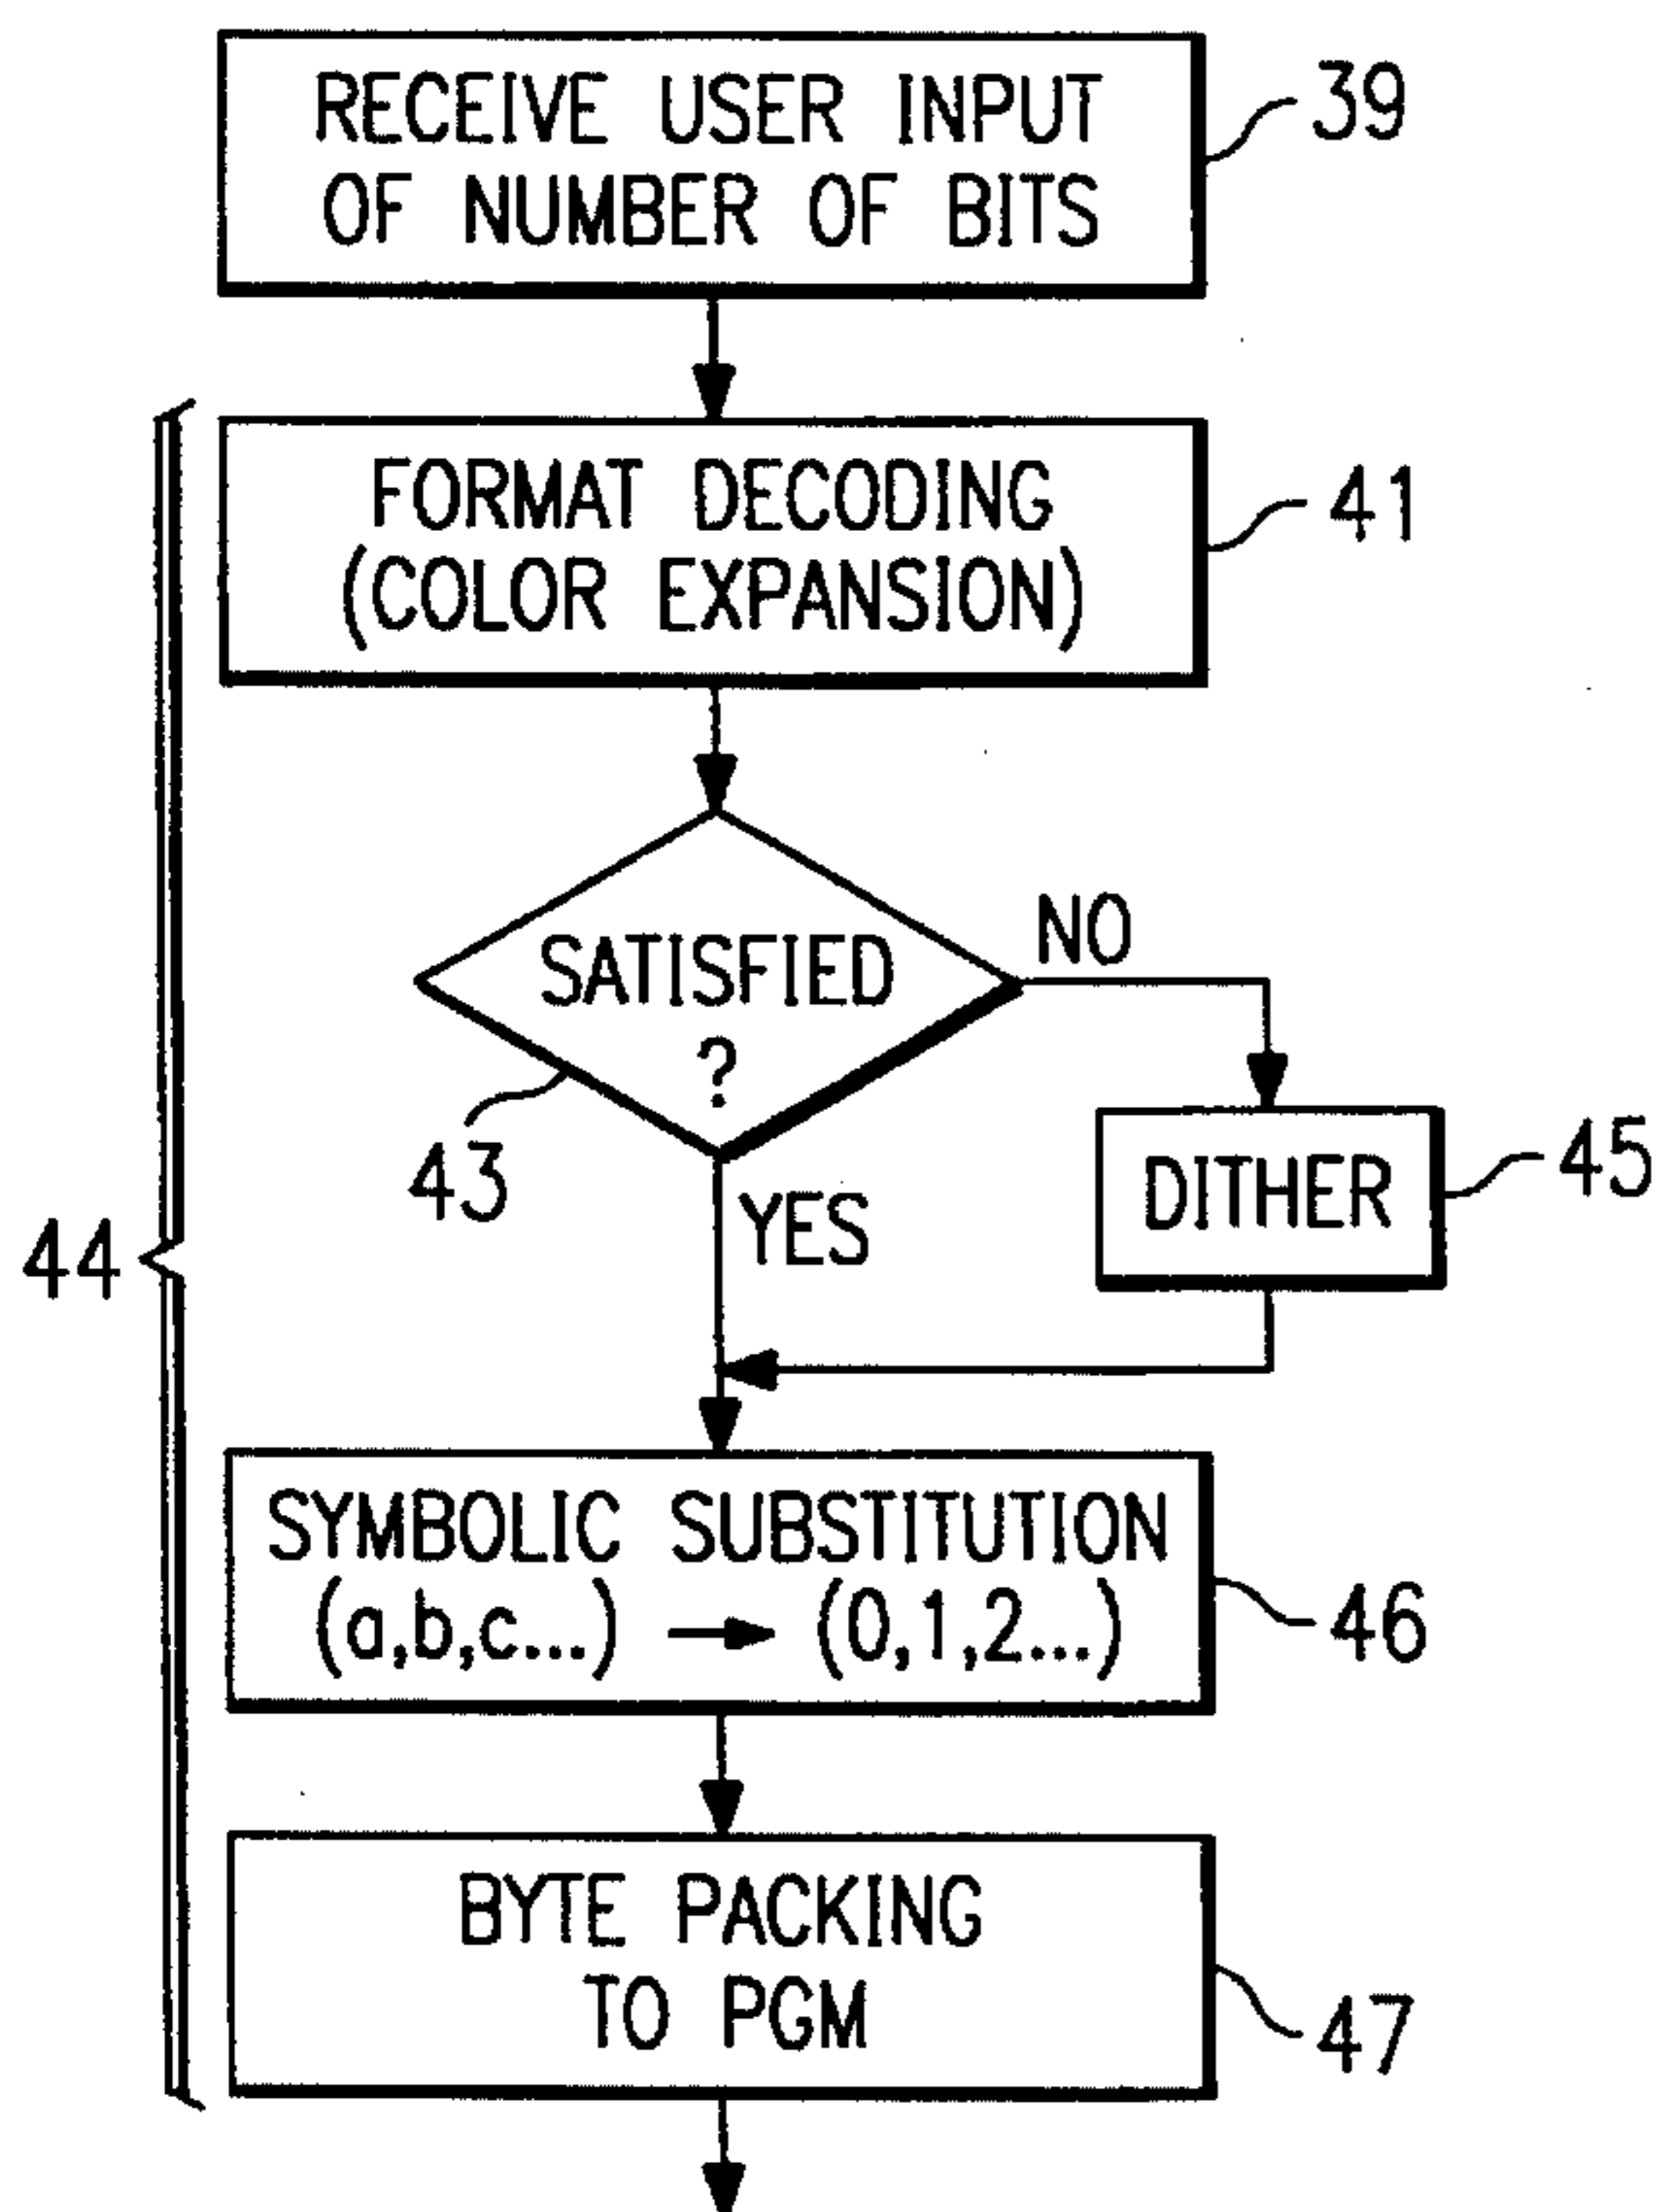 RECEIVE USER INPUT
OF NUMBER OF BITS
39
FORMAT DECODING
(COLOR EXPANSION)
41
SATISFIED
?
NO
43
YES
DITHER
45
44
SYMBOLIC SUBSTITUTION
(a,b,c...) → (0,1,2...)
46
BYTE PACKING
TO PGM
47